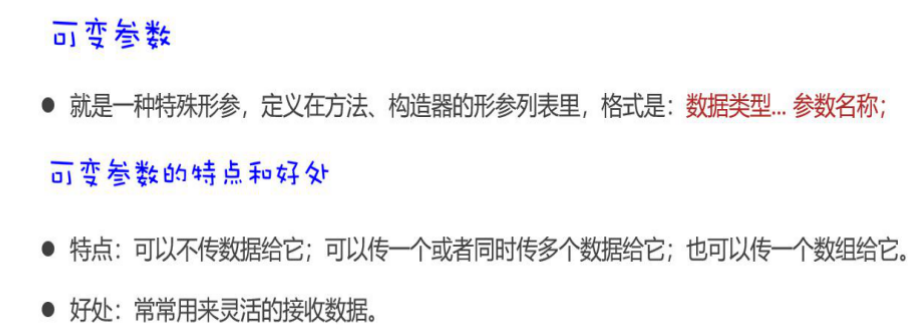 可变参数
● 就是一种特殊形参，定义在方法、构造器的形参列表里，格式是：数据类型... 参数名称；
可变参数的特点和好处
● 特点：可以不传数据给它；可以传一个或者同时传多个数据给它；也可以传一个数组给它。
● 好处：常常用来灵活的接收数据。